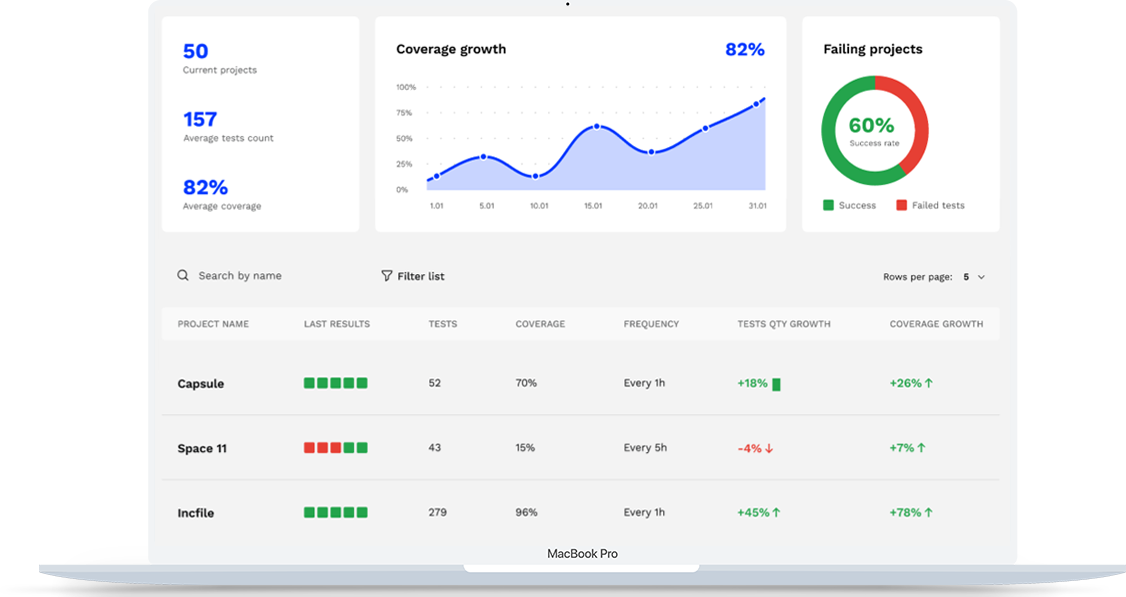 50
Current projects
157
Average tests count
82%
Average coverage
Coverage growth 82%
100%
75%
50%
25%
0%
1.01 5.01 10.01 15.01 20.01 25.01 31.01
Failing projects
60%
Success rate
Success Failed tests
Search by name Filter list Rows per page: 5
PROJECT NAME LAST RESULTS TESTS COVERAGE FREQUENCY TESTS QTY GROWTH COVERAGE GROWTH
Capsule 52 70% Every 1h +18% +26% ↑
Space 11 43 15% Every 5h -4% ↓ +7% ↑
Incfile 279 96% Every 1h +45% ↑ +78% ↑
MacBook Pro